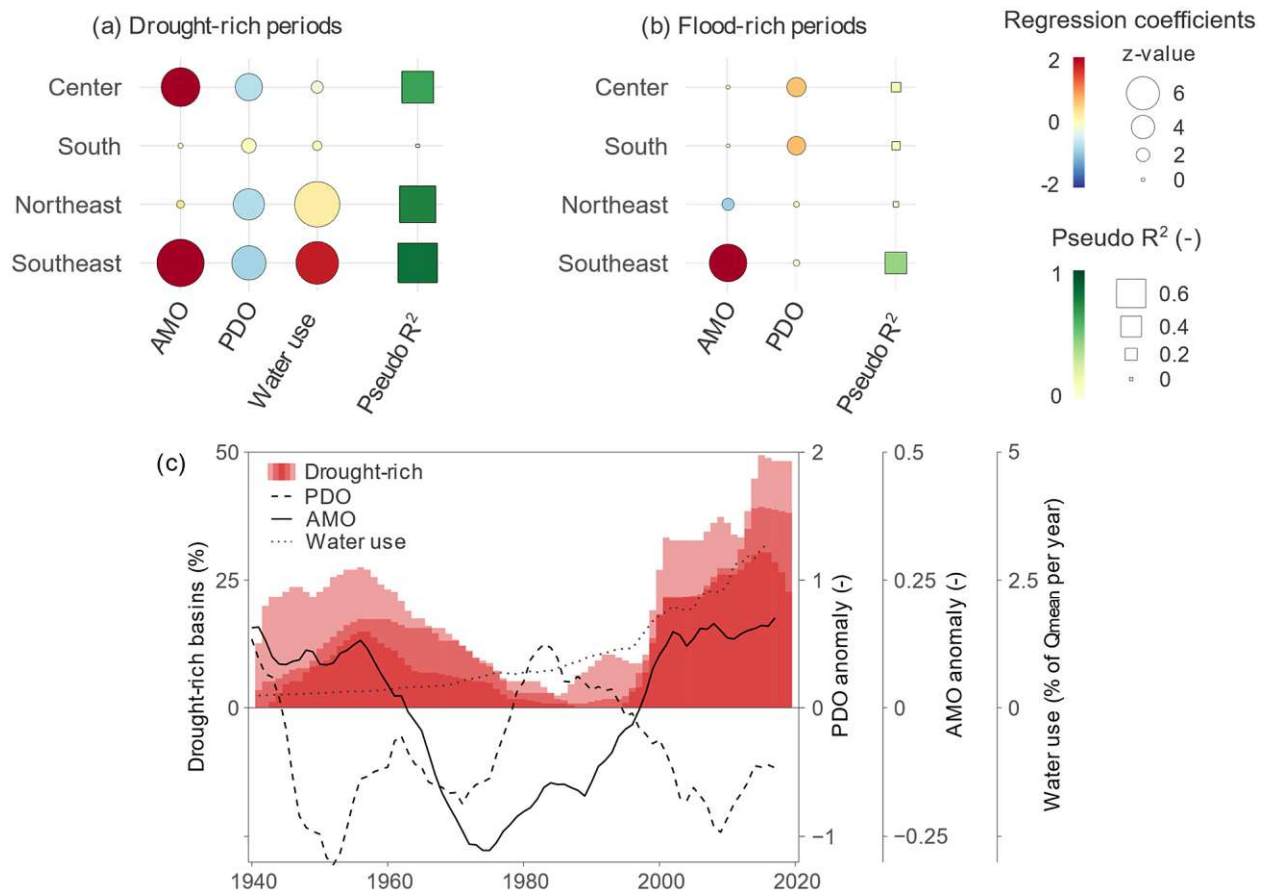 (a) Drought-rich periods
Center
South
Northeast
Southeast
AMO
PDO
Water use
Pseudo R²
(b) Flood-rich periods
Center
South
Northeast
Southeast
AMO
PDO
Pseudo R²
Regression coefficients
z-value
2
0
-2
6
4
2
0
Pseudo R² (-)
1
0
0.6
0.4
0.2
0
(c)
Drought-rich
PDO
AMO
Water use
Drought-rich basins (%)
50
25
0
1940
1960
1980
2000
2020
PDO anomaly (-)
2
1
0
−1
AMO anomaly (-)
0.5
0.25
0
−0.25
Water use (% of Qmean per year)
5
2.5
0